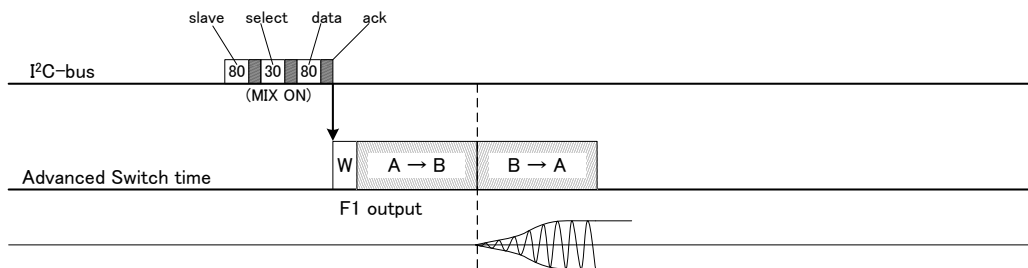 slave select data ack
I²C-bus 80 30 80
(MIX ON)
W A → B B → A
Advanced Switch time
F1 output